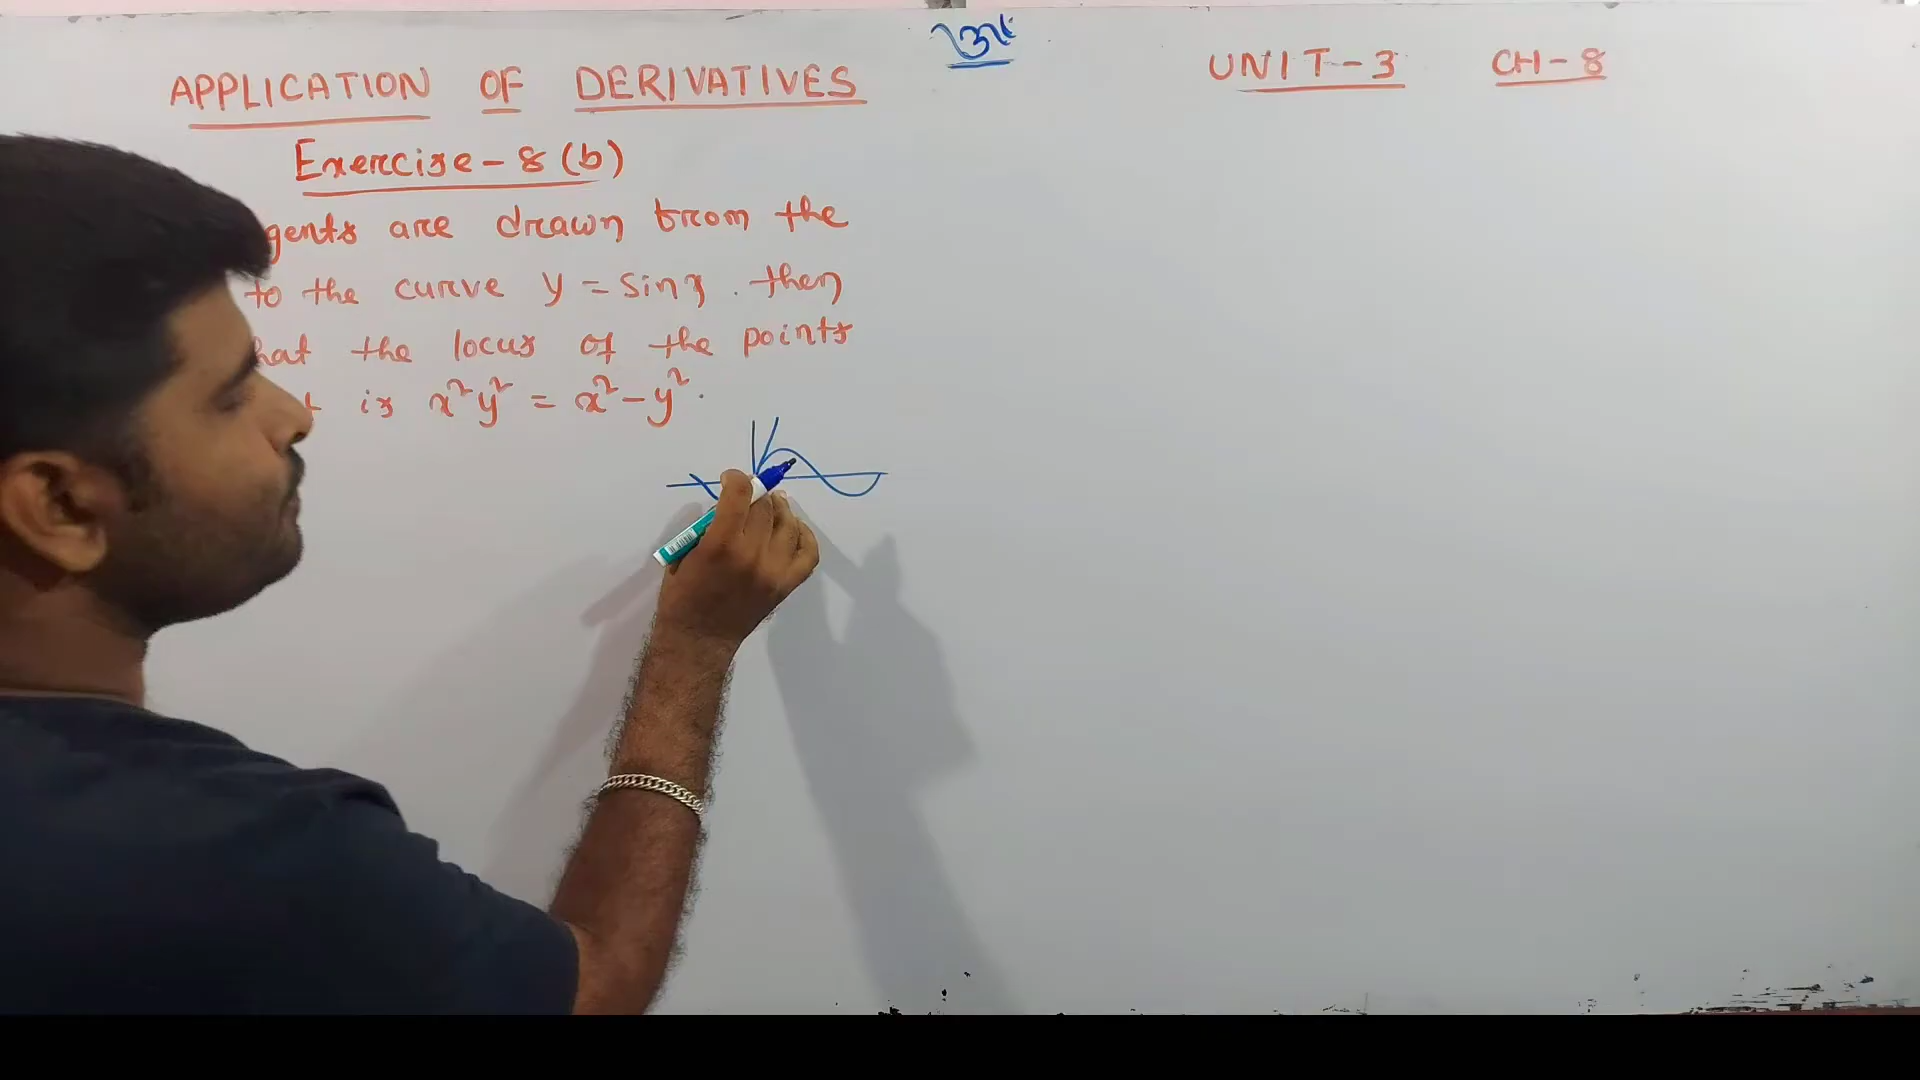 APPLICATION OF DERIVATIVES
UNIT-3 CH-8
Exercise-8(b)
gents are drawn from the
to the curve y = sinx. then
hat the locus of the points
t is x²y² = x²-y².